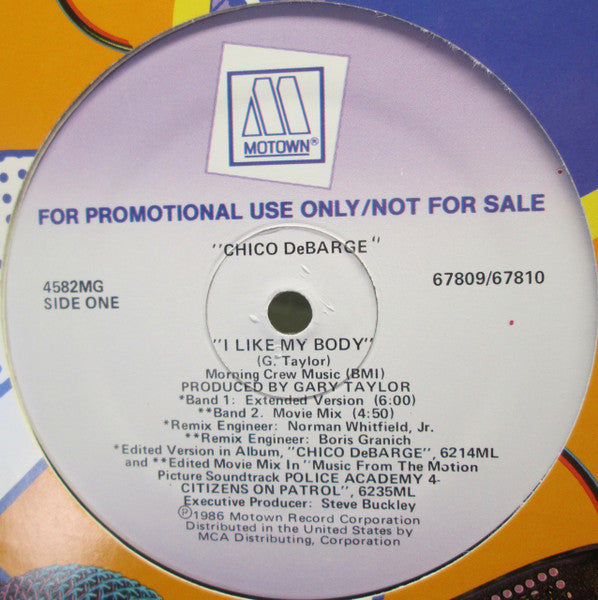 MOTOWN®
FOR PROMOTIONAL USE ONLY/NOT FOR SALE
"CHICO DeBARGE"
4582MG
SIDE ONE
67809/67810
"I LIKE MY BODY"
(G. Taylor)
Morning Crew Music (BMI)
PRODUCED BY GARY TAYLOR
*Band 1: Extended Version (6:00)
**Band 2. Movie Mix (4:50)
*Remix Engineer: Norman Whitfield, Jr.
**Remix Engineer: Boris Granich
*Edited Version in Album, "CHICO DeBARGE", 6214ML
and **Edited Movie Mix In "Music From The Motion
Picture Soundtrack POLICE ACADEMY 4-
CITIZENS ON PATROL", 6235ML
Executive Producer: Steve Buckley
℗1986 Motown Record Corporation
Distributed in the United States by
MCA Distributing, Corporation